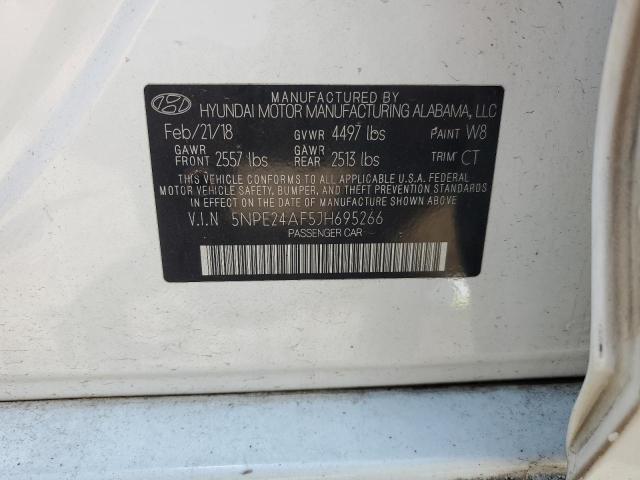 MANUFACTURED BY
HYUNDAI MOTOR MANUFACTURING ALABAMA, LLC
Feb/21/18 GVWR 4497 lbs PAINT W8
GAWR FRONT 2557 lbs GAWR REAR 2513 lbs TRIM CT
THIS VEHICLE CONFORMS TO ALL APPLICABLE U.S.A. FEDERAL
MOTOR VEHICLE SAFETY, BUMPER, AND THEFT PREVENTION STANDARDS
IN EFFECT ON THE DATE OF MANUFACTURE SHOWN ABOVE
V.I.N 5NPE24AF5JH695266
PASSENGER CAR